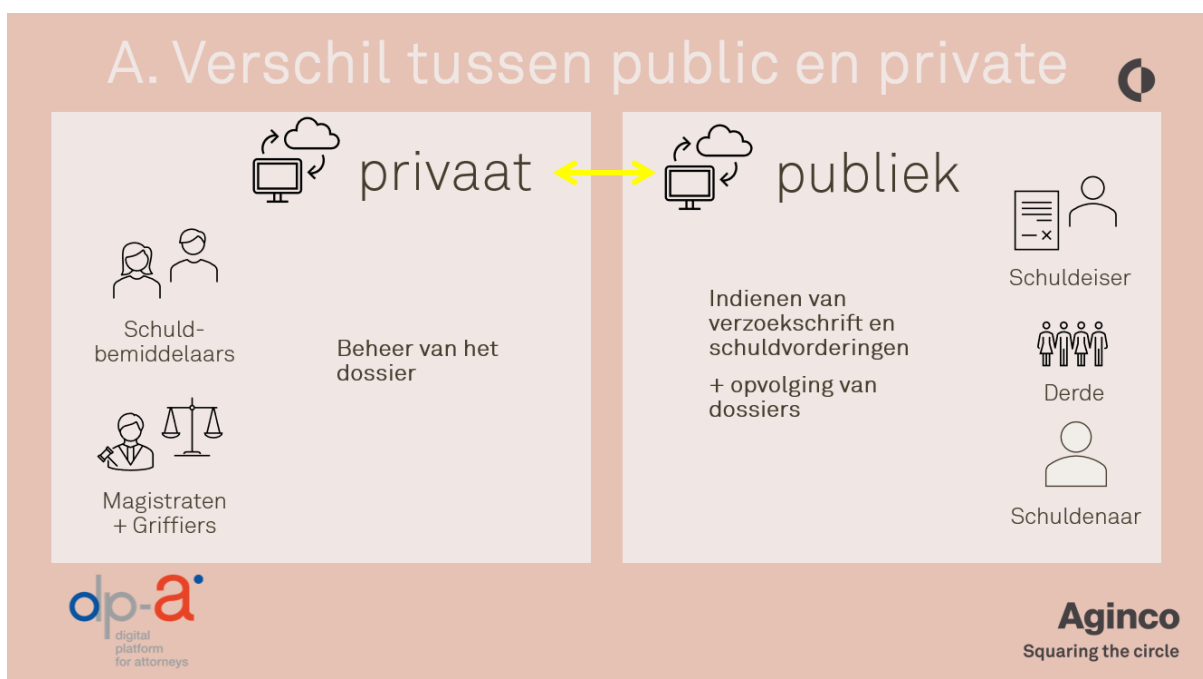 A. Verschil tussen public en private
privaat
Schuld-
bemiddelaars
Beheer van het
dossier
Magistraten
+ Griffiers
publiek
Indienen van
verzoekschrift en
schuldvorderingen
+ opvolging van
dossiers
Schuldeiser
Derde
Schuldenaar
dp-a
digital
platform
for attorneys
Aginco
Squaring the circle